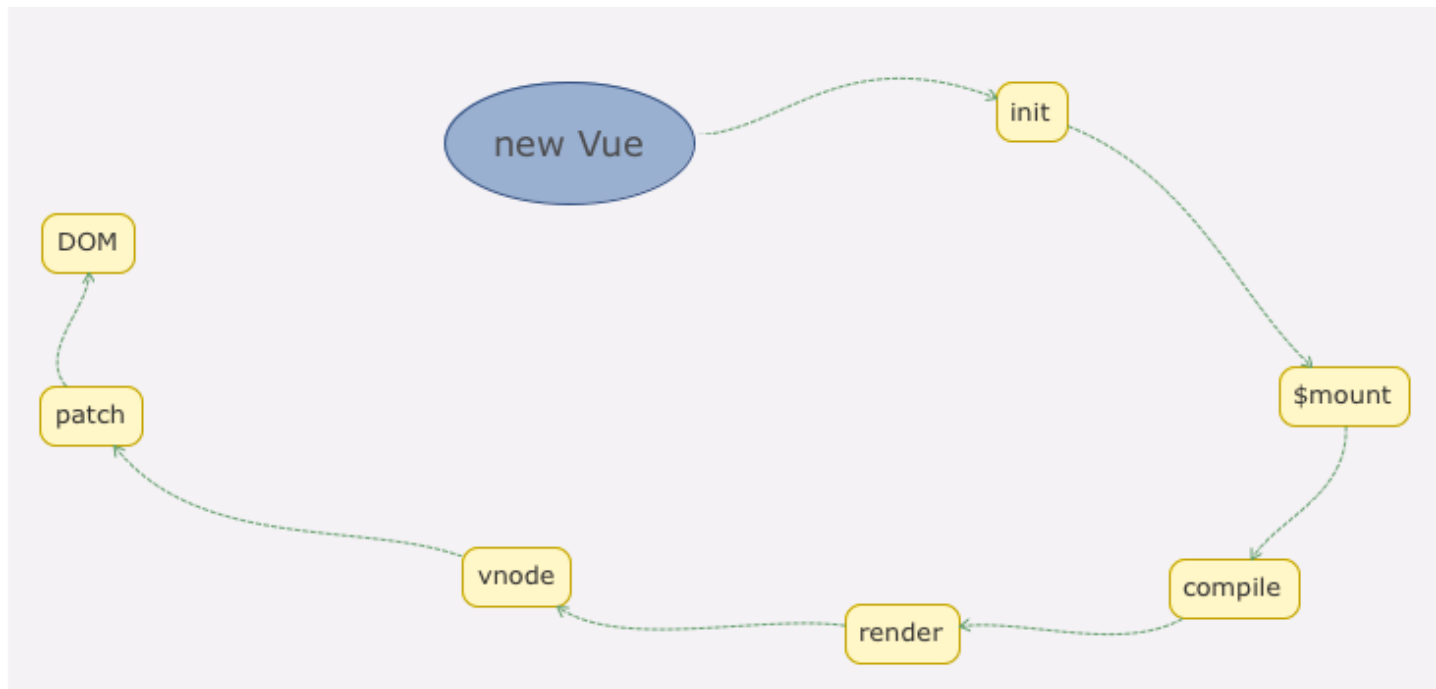 new Vue
init
$mount
compile
render
vnode
patch
DOM